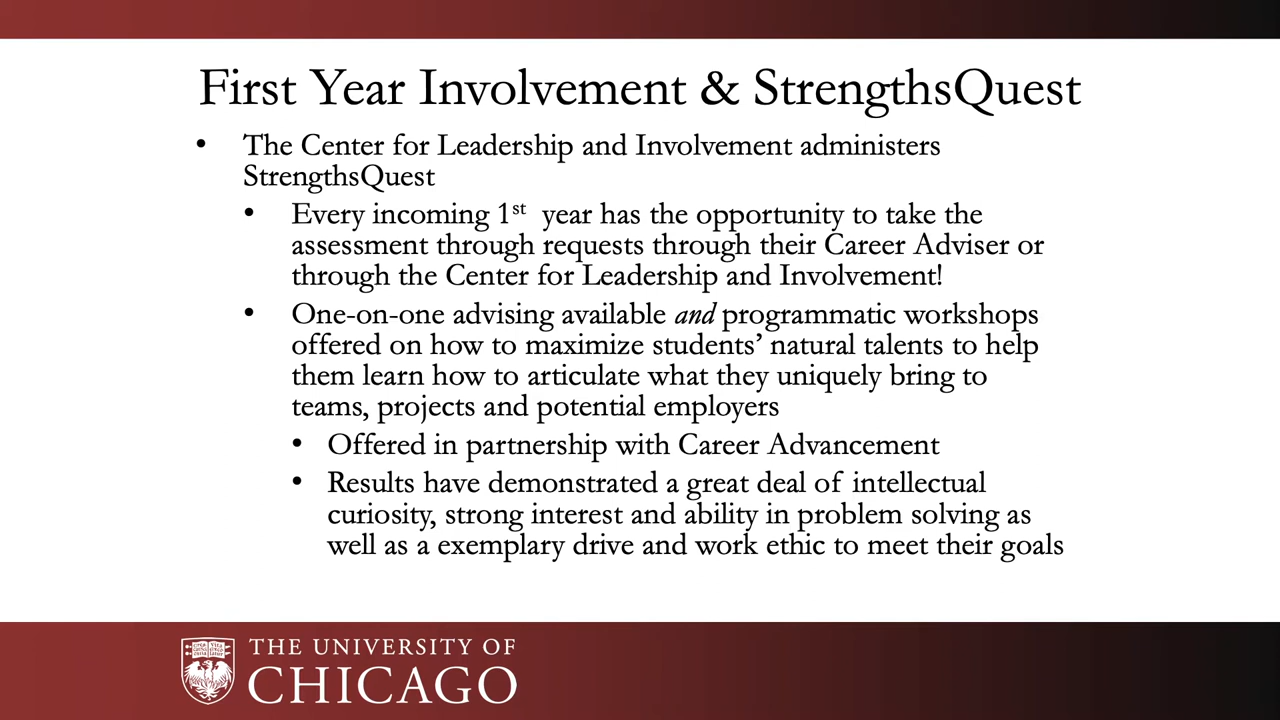 First Year Involvement & StrengthsQuest
• The Center for Leadership and Involvement administers
StrengthsQuest
• Every incoming 1st year has the opportunity to take the
assessment through requests through their Career Adviser or
through the Center for Leadership and Involvement!
• One-on-one advising available and programmatic workshops
offered on how to maximize students’ natural talents to help
them learn how to articulate what they uniquely bring to
teams, projects and potential employers
• Offered in partnership with Career Advancement
• Results have demonstrated a great deal of intellectual
curiosity, strong interest and ability in problem solving as
well as a exemplary drive and work ethic to meet their goals
THE UNIVERSITY OF
CHICAGO